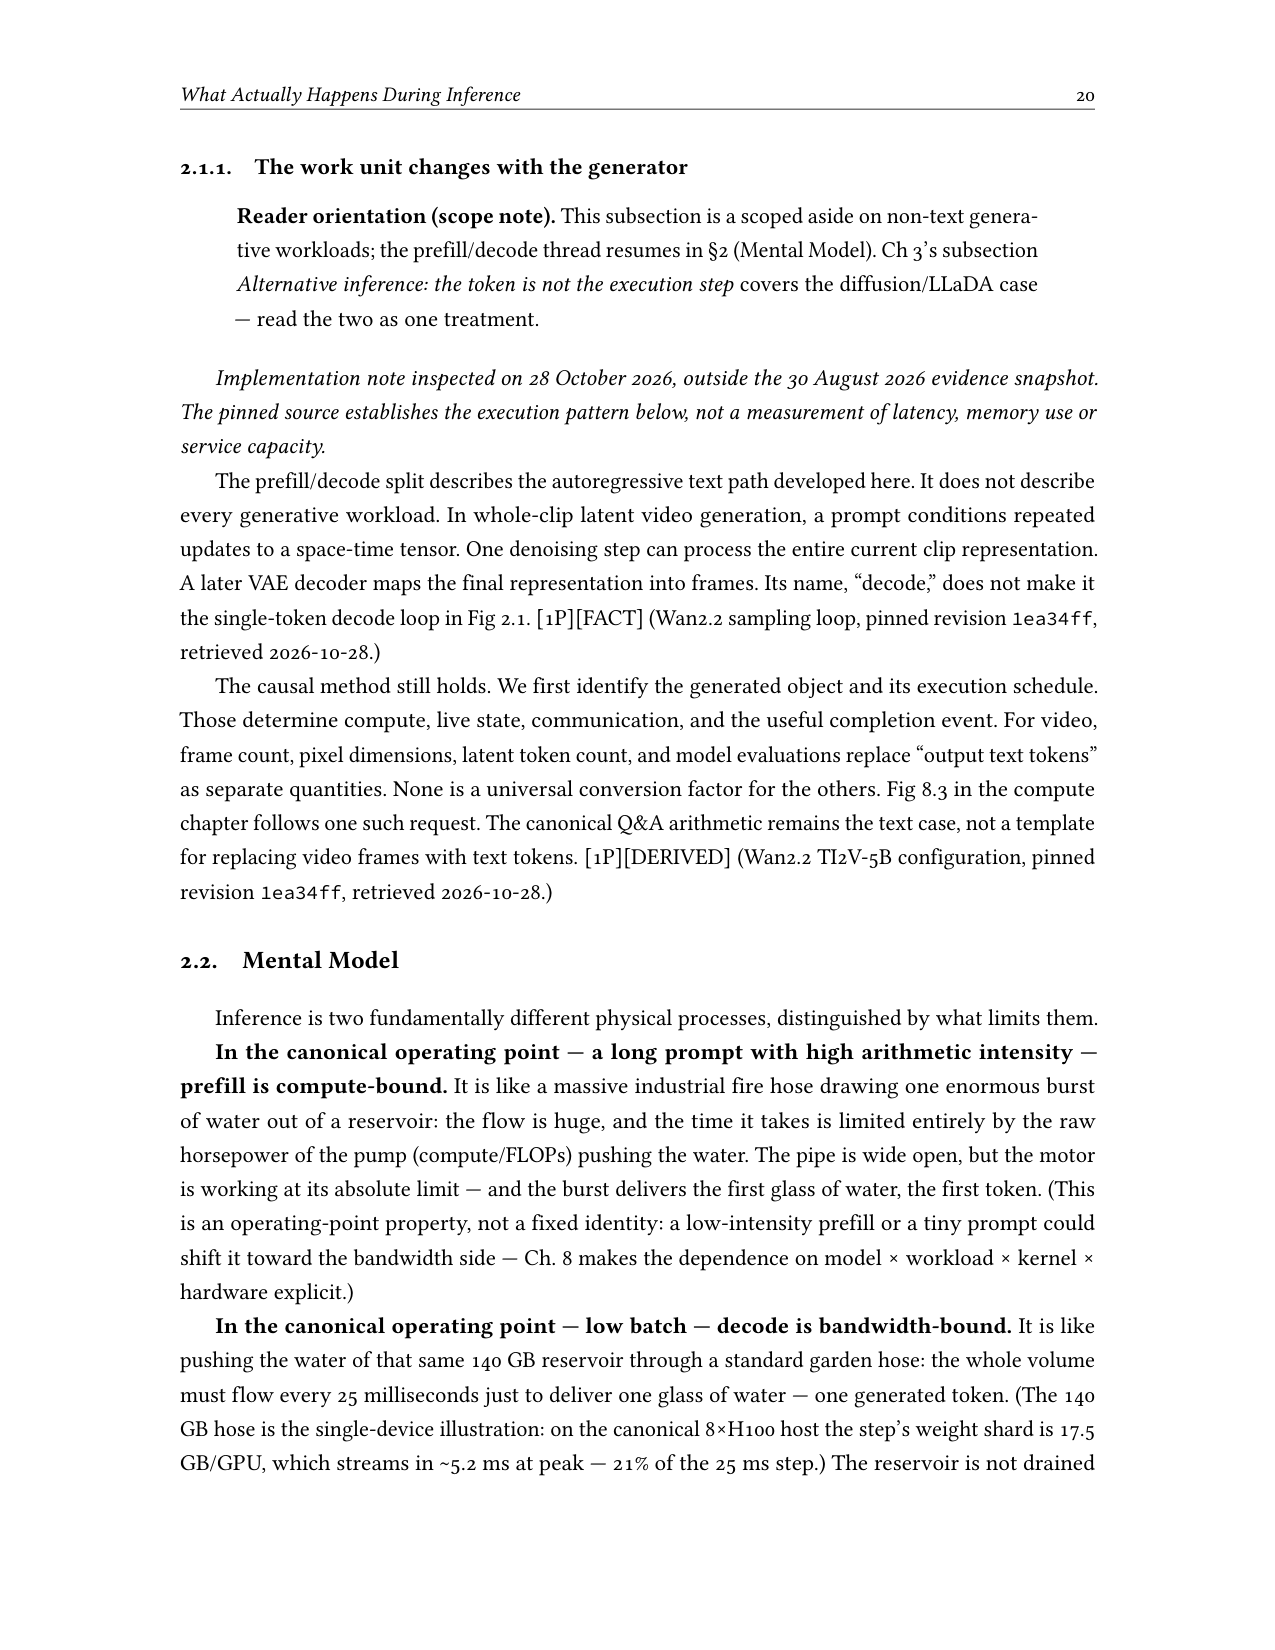 What Actually Happens During Inference 20
2.1.1. The work unit changes with the generator
Reader orientation (scope note). This subsection is a scoped aside on non-text genera-
tive workloads; the prefill/decode thread resumes in §2 (Mental Model). Ch 3’s subsection
Alternative inference: the token is not the execution step covers the diffusion/LLaDA case
— read the two as one treatment.
Implementation note inspected on 28 October 2026, outside the 30 August 2026 evidence snapshot.
The pinned source establishes the execution pattern below, not a measurement of latency, memory use or
service capacity.
The prefill/decode split describes the autoregressive text path developed here. It does not describe
every generative workload. In whole-clip latent video generation, a prompt conditions repeated
updates to a space-time tensor. One denoising step can process the entire current clip representation.
A later VAE decoder maps the final representation into frames. Its name, “decode,” does not make it
the single-token decode loop in Fig 2.1. [1P][FACT] (Wan2.2 sampling loop, pinned revision 1ea34ff,
retrieved 2026-10-28.)
The causal method still holds. We first identify the generated object and its execution schedule.
Those determine compute, live state, communication, and the useful completion event. For video,
frame count, pixel dimensions, latent token count, and model evaluations replace “output text tokens”
as separate quantities. None is a universal conversion factor for the others. Fig 8.3 in the compute
chapter follows one such request. The canonical Q&A arithmetic remains the text case, not a template
for replacing video frames with text tokens. [1P][DERIVED] (Wan2.2 TI2V-5B configuration, pinned
revision 1ea34ff, retrieved 2026-10-28.)
2.2. Mental Model
Inference is two fundamentally different physical processes, distinguished by what limits them.
In the canonical operating point — a long prompt with high arithmetic intensity —
prefill is compute-bound. It is like a massive industrial fire hose drawing one enormous burst
of water out of a reservoir: the flow is huge, and the time it takes is limited entirely by the raw
horsepower of the pump (compute/FLOPs) pushing the water. The pipe is wide open, but the motor
is working at its absolute limit — and the burst delivers the first glass of water, the first token. (This
is an operating-point property, not a fixed identity: a low-intensity prefill or a tiny prompt could
shift it toward the bandwidth side — Ch. 8 makes the dependence on model × workload × kernel ×
hardware explicit.)
In the canonical operating point — low batch — decode is bandwidth-bound. It is like
pushing the water of that same 140 GB reservoir through a standard garden hose: the whole volume
must flow every 25 milliseconds just to deliver one glass of water — one generated token. (The 140
GB hose is the single-device illustration: on the canonical 8×H100 host the step’s weight shard is 17.5
GB/GPU, which streams in ~5.2 ms at peak — 21% of the 25 ms step.) The reservoir is not drained